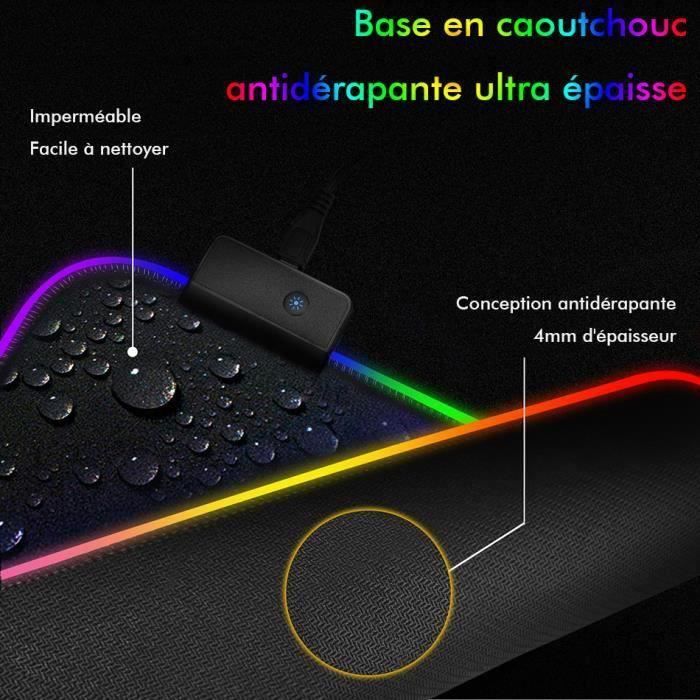 Base en caoutchouc
antidérapante ultra épaisse
Imperméable
Facile à nettoyer
Conception antidérapante
4mm d'épaisseur